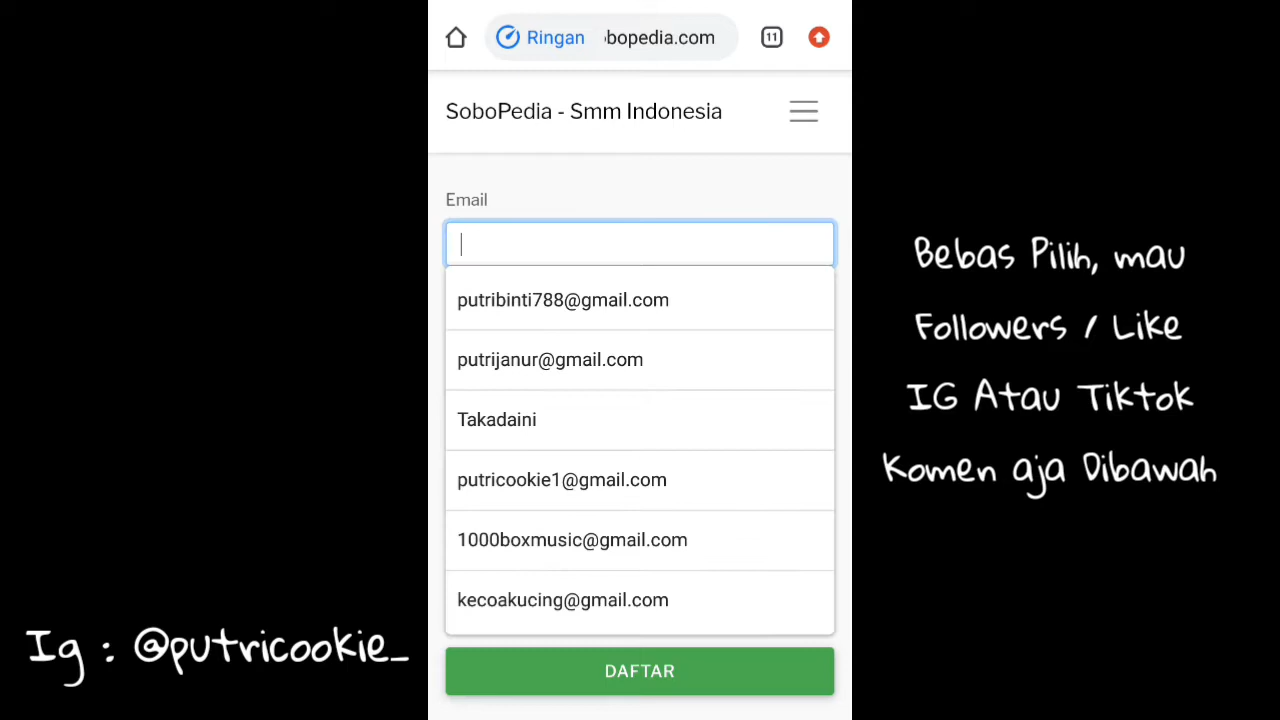 Ringan bopedia.com 11
SoboPedia - Smm Indonesia
Email
putribinti788@gmail.com
putrijanur@gmail.com
Takadaini
putricookie1@gmail.com
1000boxmusic@gmail.com
kecoakucing@gmail.com
DAFTAR
Bebas Pilih, mau
Followers / Like
IG Atau Tiktok
Komen aja Dibawah
Ig : @putricookie_